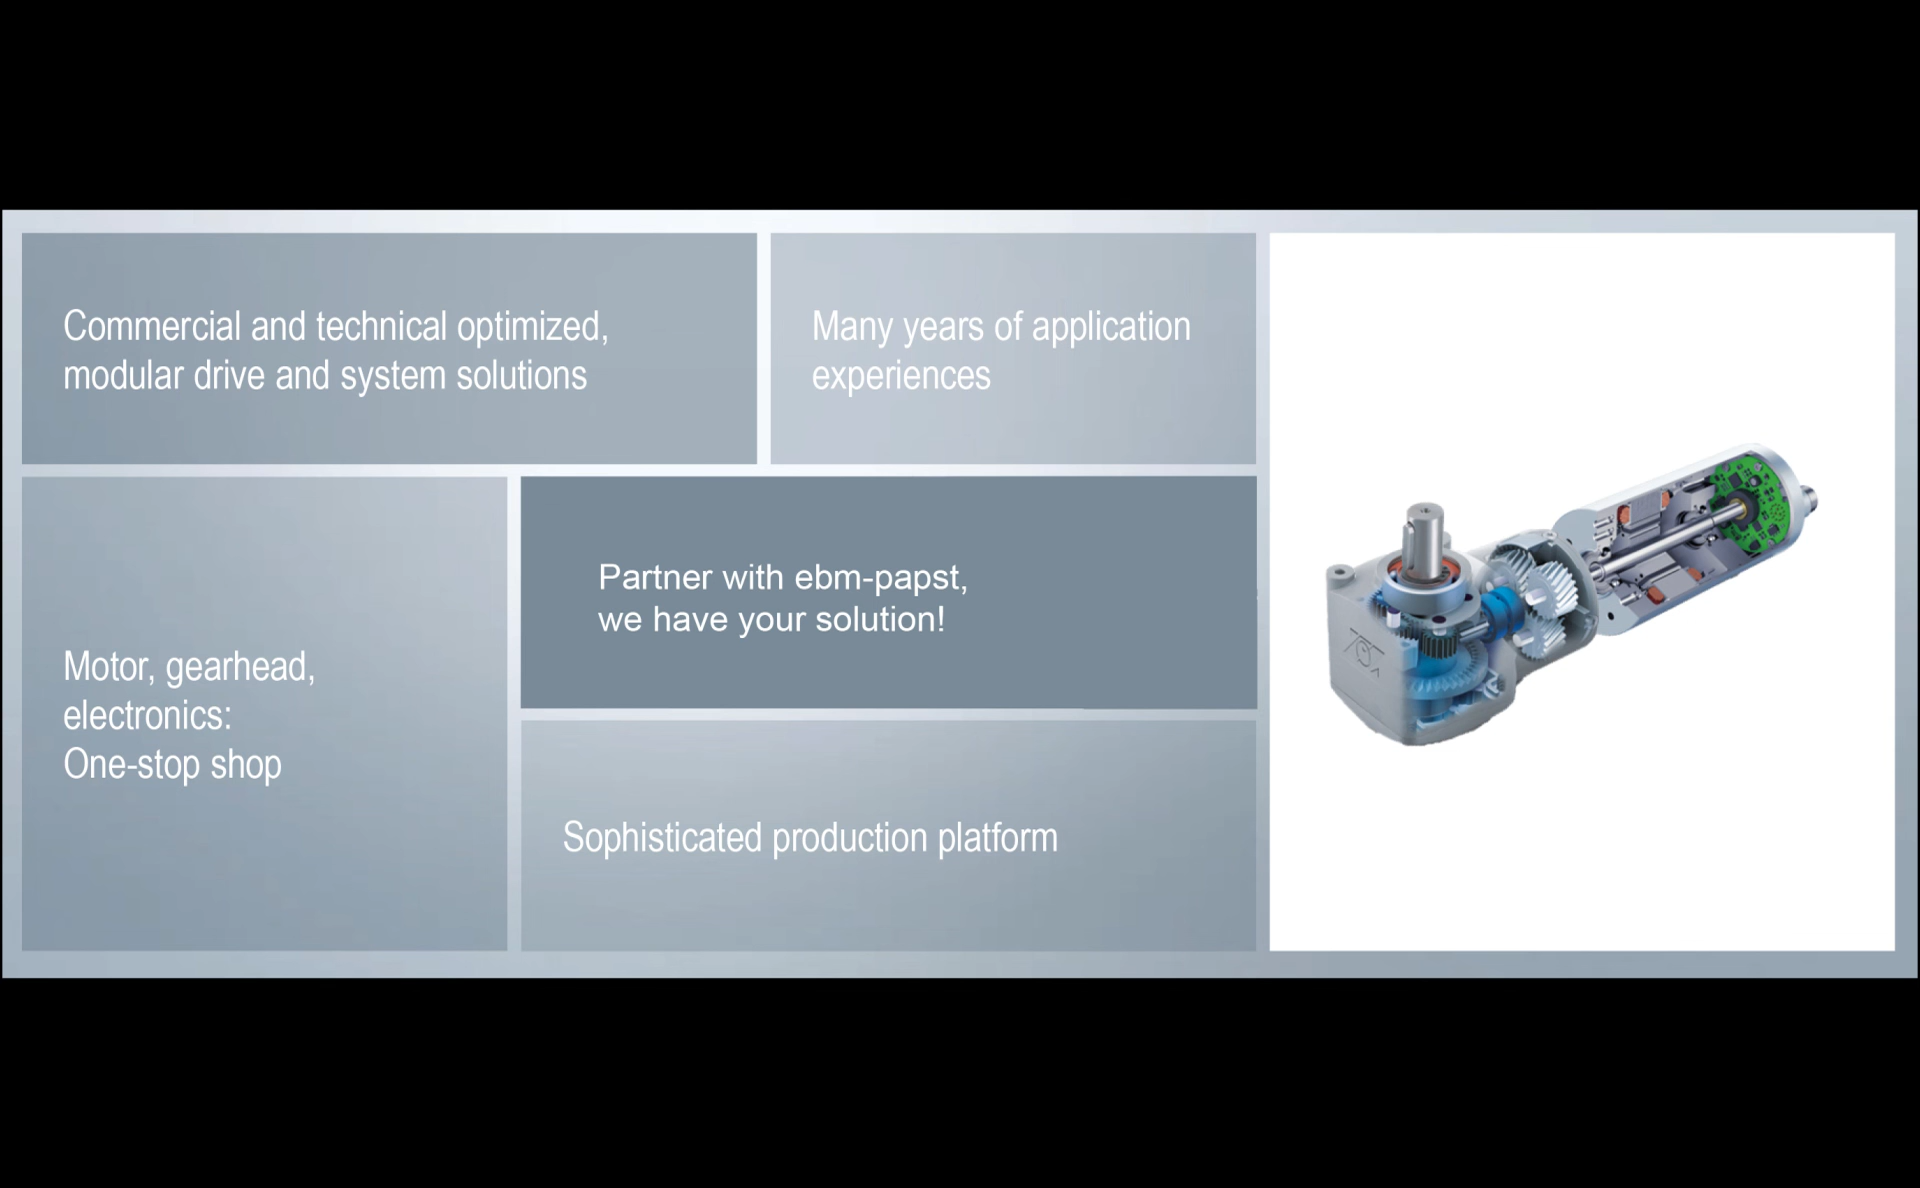 Commercial and technical optimized,
modular drive and system solutions
Many years of application
experiences
Motor, gearhead,
electronics:
One-stop shop
Partner with ebm-papst,
we have your solution!
Sophisticated production platform